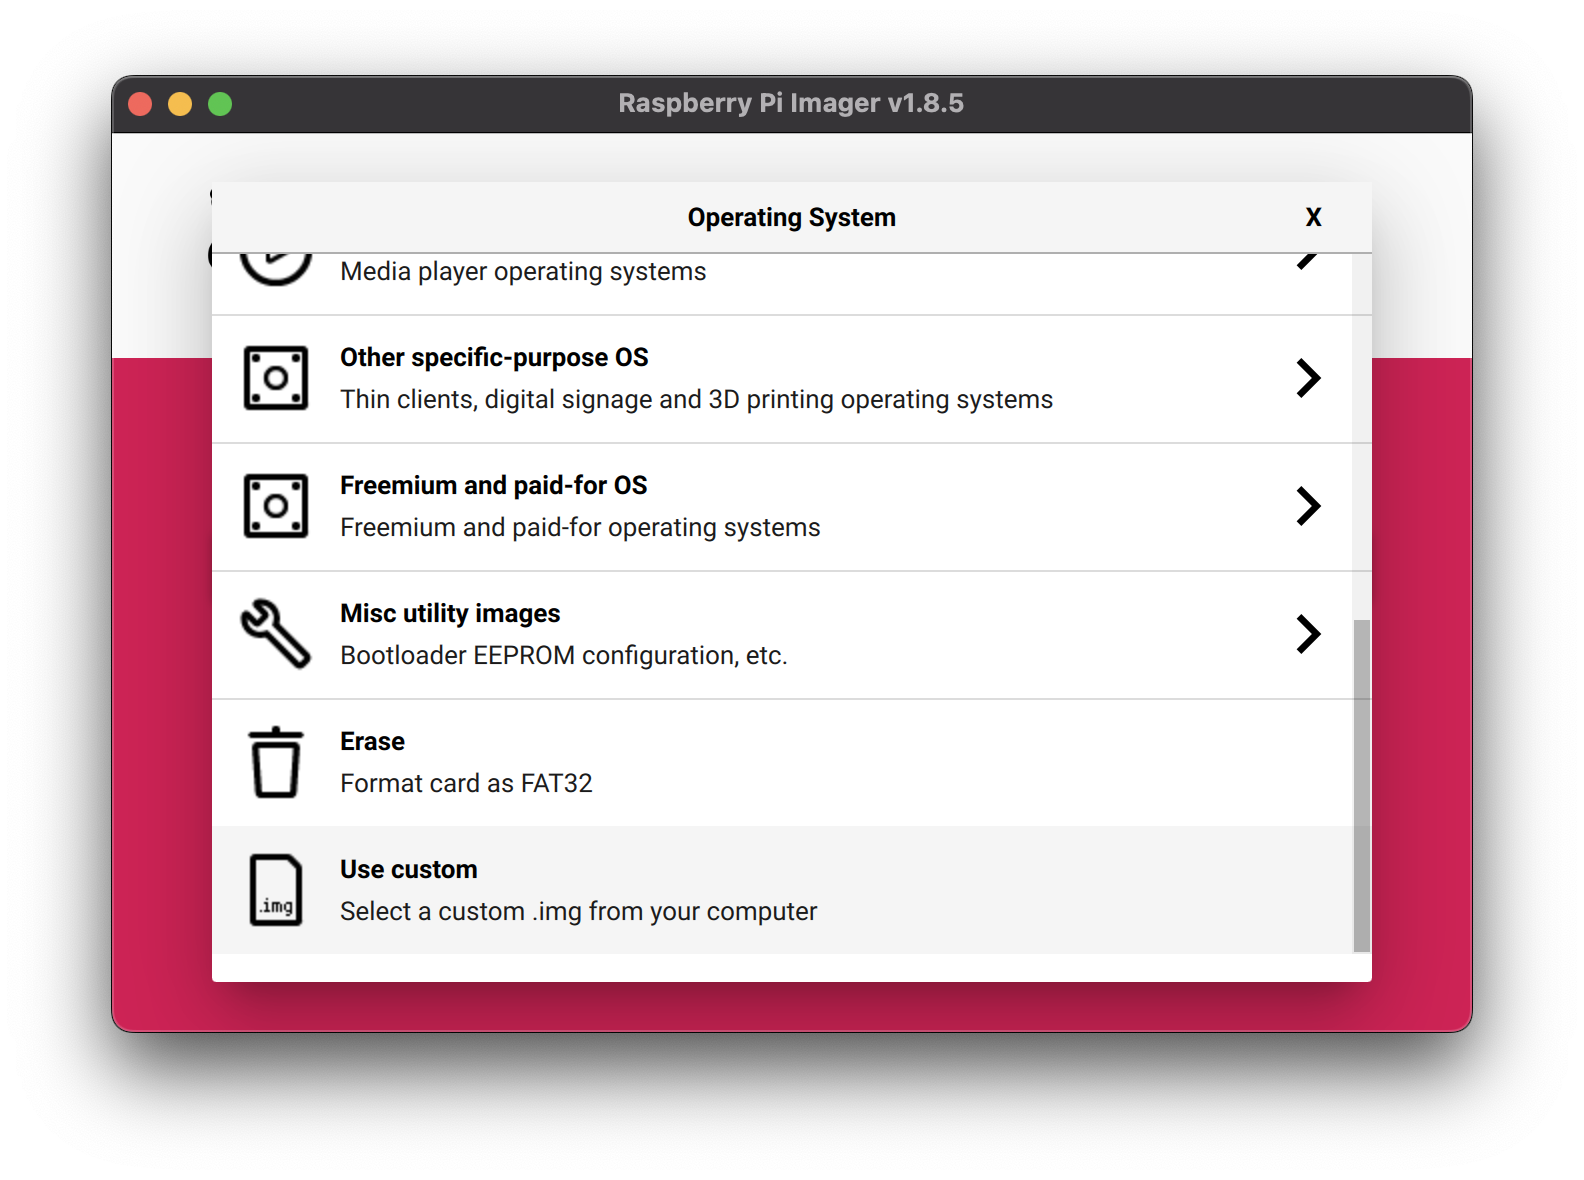 Raspberry Pi Imager v1.8.5
Operating System X
Media player operating systems
Other specific-purpose OS
Thin clients, digital signage and 3D printing operating systems
Freemium and paid-for OS
Freemium and paid-for operating systems
Misc utility images
Bootloader EEPROM configuration, etc.
Erase
Format card as FAT32
Use custom
.img
Select a custom .img from your computer